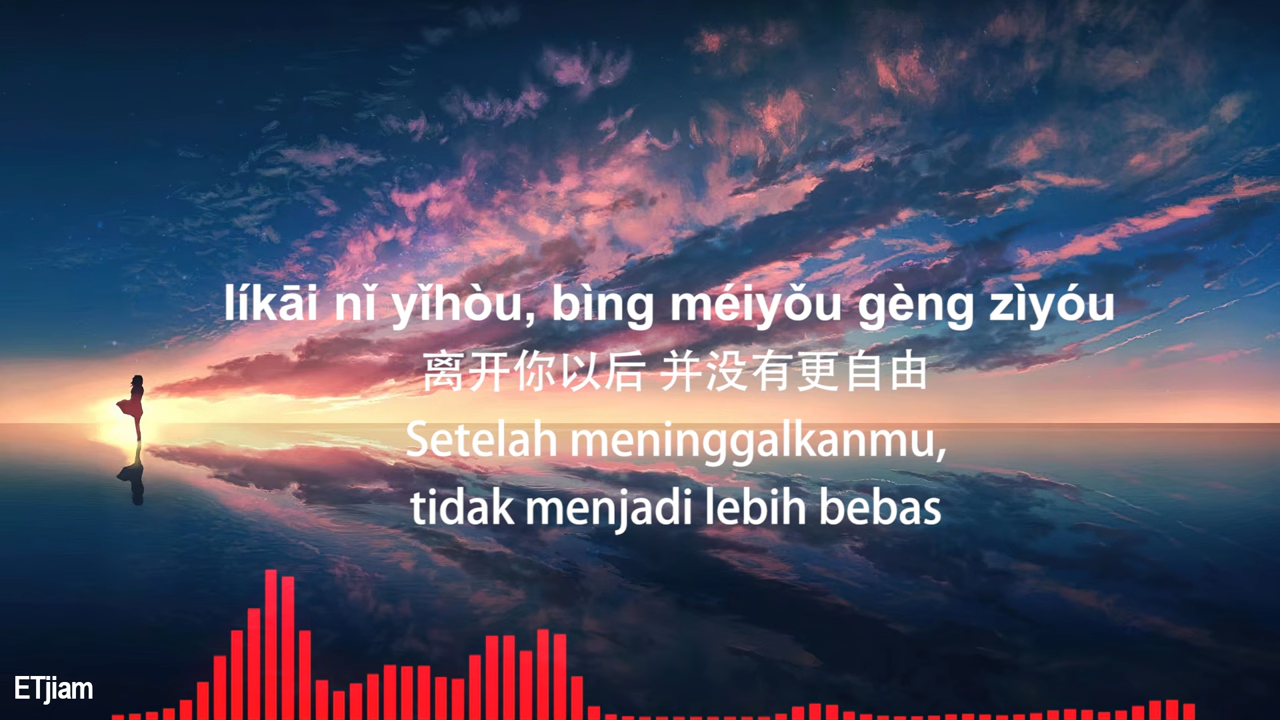 líkāi nǐ yǐhòu, bìng méiyǒu gèng zìyóu
离开你以后 并没有更自由
Setelah meninggalkanmu,
tidak menjadi lebih bebas
ETjiam